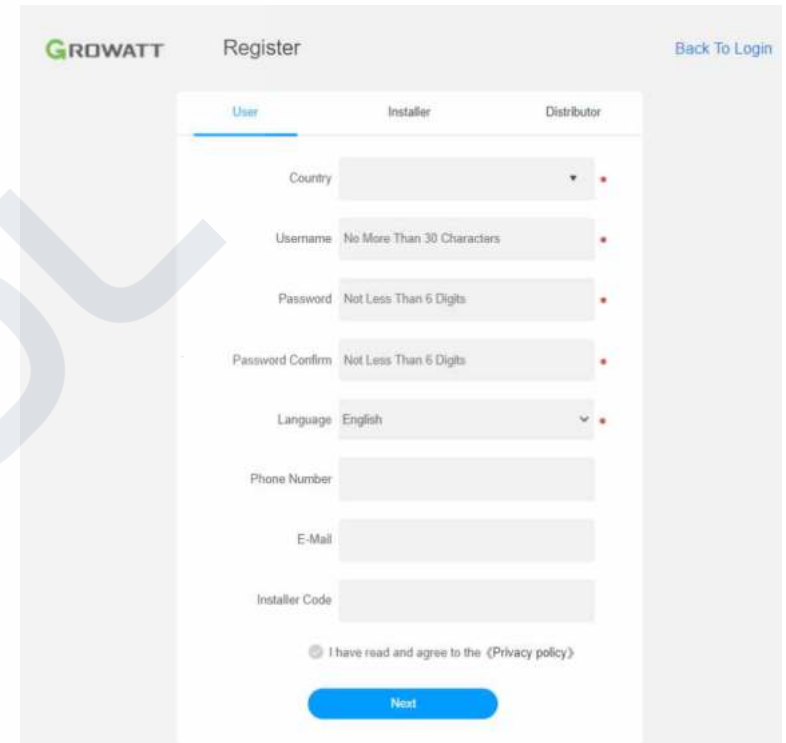 GROWATT Register Back To Login
User Installer Distributor
Country
Username No More Than 30 Characters
Password Not Less Than 6 Digits
Password Confirm Not Less Than 6 Digits
Language English
Phone Number
E-Mail
Installer Code
I have read and agree to the 《Privacy policy》
Next